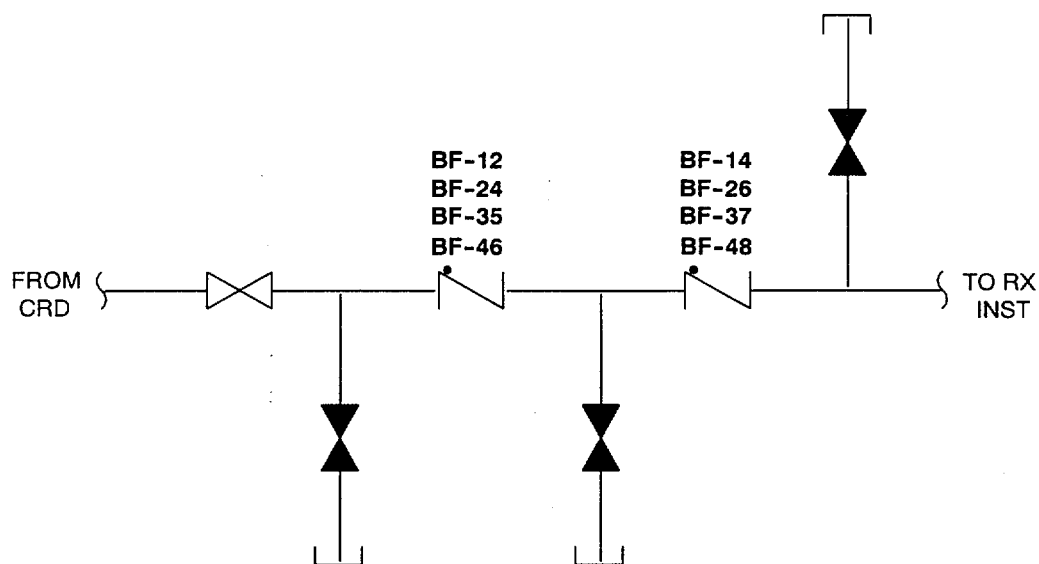 BF-12
BF-24
BF-35
BF-46
BF-14
BF-26
BF-37
BF-48
FROM
CRD
TO RX
INST